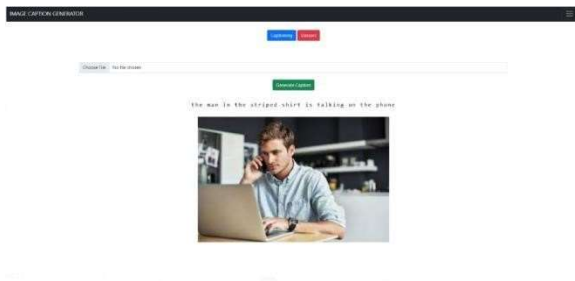 IMAGE CAPTION GENERATOR
Captioning
Choose File No file chosen
Generate Caption
the man in the striped shirt is talking on the phone